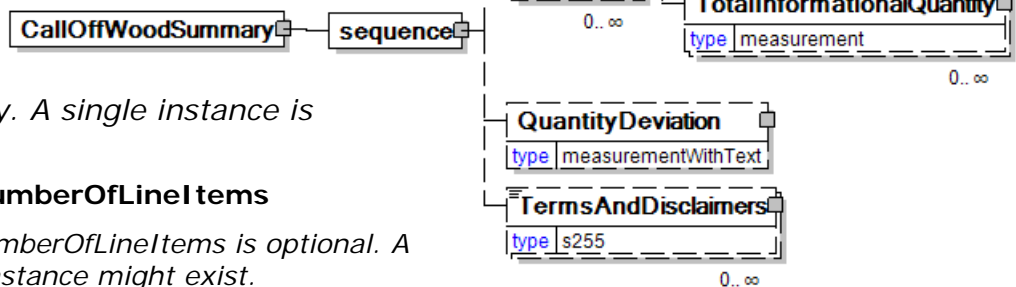 TotalInformationalQuantity
CallOffWoodSummary
sequence
0.. ∞
type measurement
0.. ∞
y. A single instance is
QuantityDeviation
type measurementWithText
umberOfLineItems
TermsAndDisclaimers
mberOfLineItems is optional. A
type s255
nstance might exist.
0.. ∞